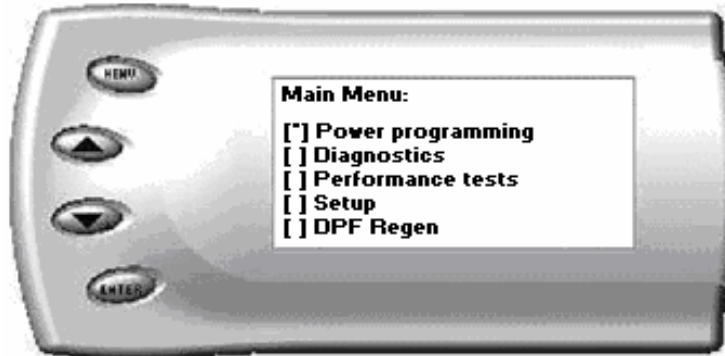 MENU
Main Menu:
[*] Power programming
[ ] Diagnostics
[ ] Performance tests
[ ] Setup
[ ] DPF Regen
ENTER